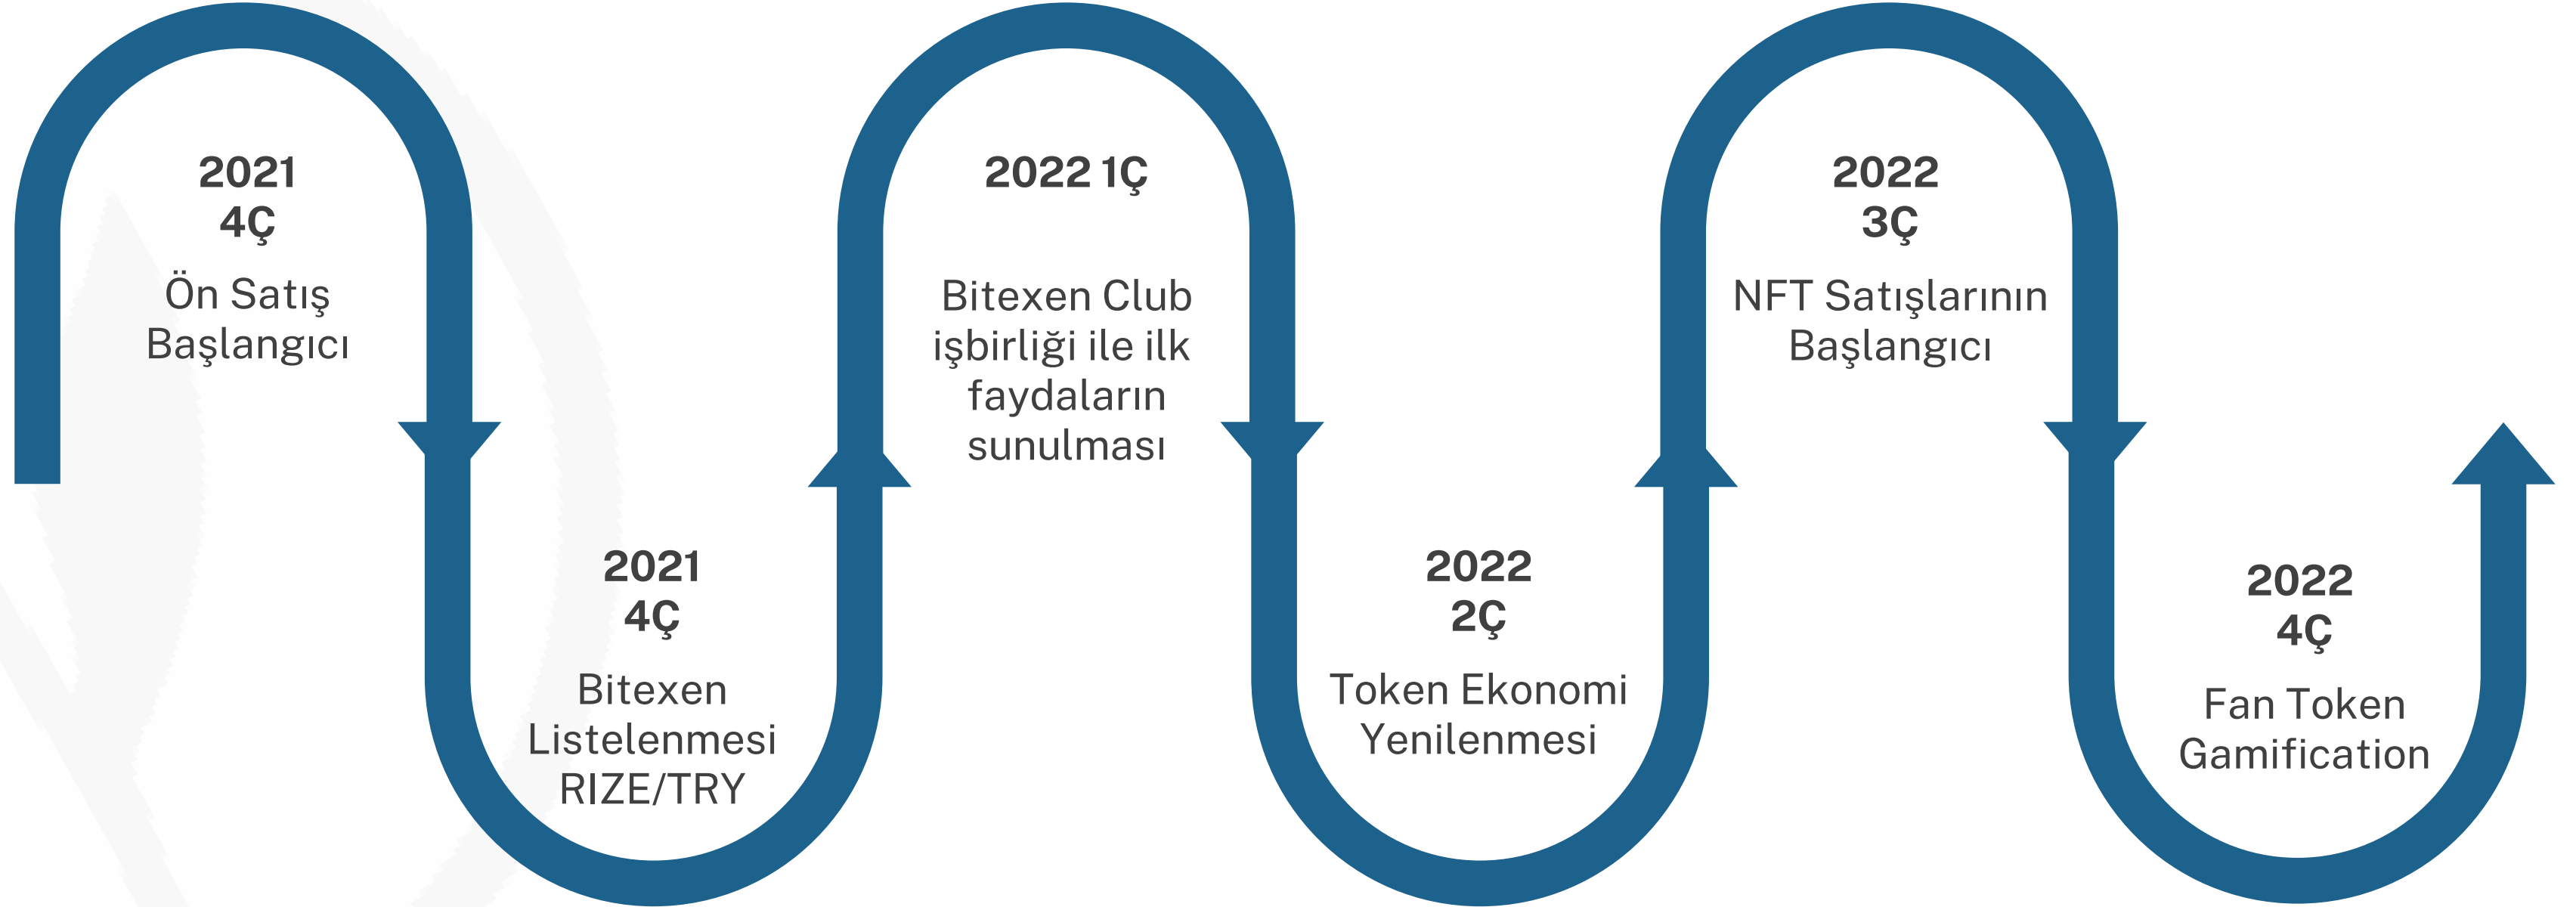 2021
4Ç
Ön Satış
Başlangıcı
2021
4Ç
Bitexen
Listelenmesi
RIZE/TRY
2022 1Ç
Bitexen Club
işbirliği ile ilk
faydaların
sunulması
2022
2Ç
Token Ekonomi
Yenilenmesi
2022
3Ç
NFT Satışlarının
Başlangıcı
2022
4Ç
Fan Token
Gamification